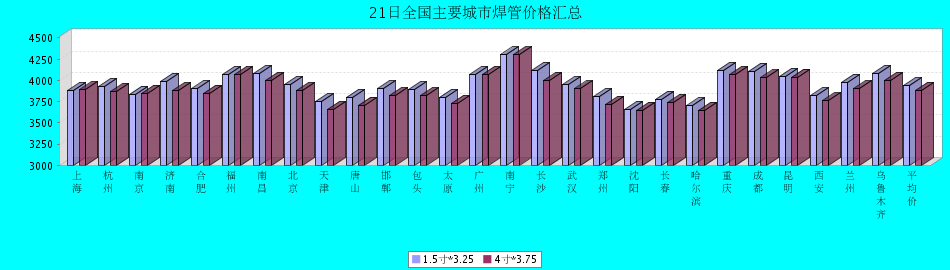 21日全国主要城市焊管价格汇总
4500
4250
4000
3750
3500
3250
3000
上海
杭州
南京
济南
合肥
福州
南昌
北京
天津
唐山
邯郸
包头
太原
广州
南宁
长沙
武汉
郑州
沈阳
长春
哈尔滨
重庆
成都
昆明
西安
兰州
乌鲁木齐
平均价
1.5寸*3.25 4寸*3.75